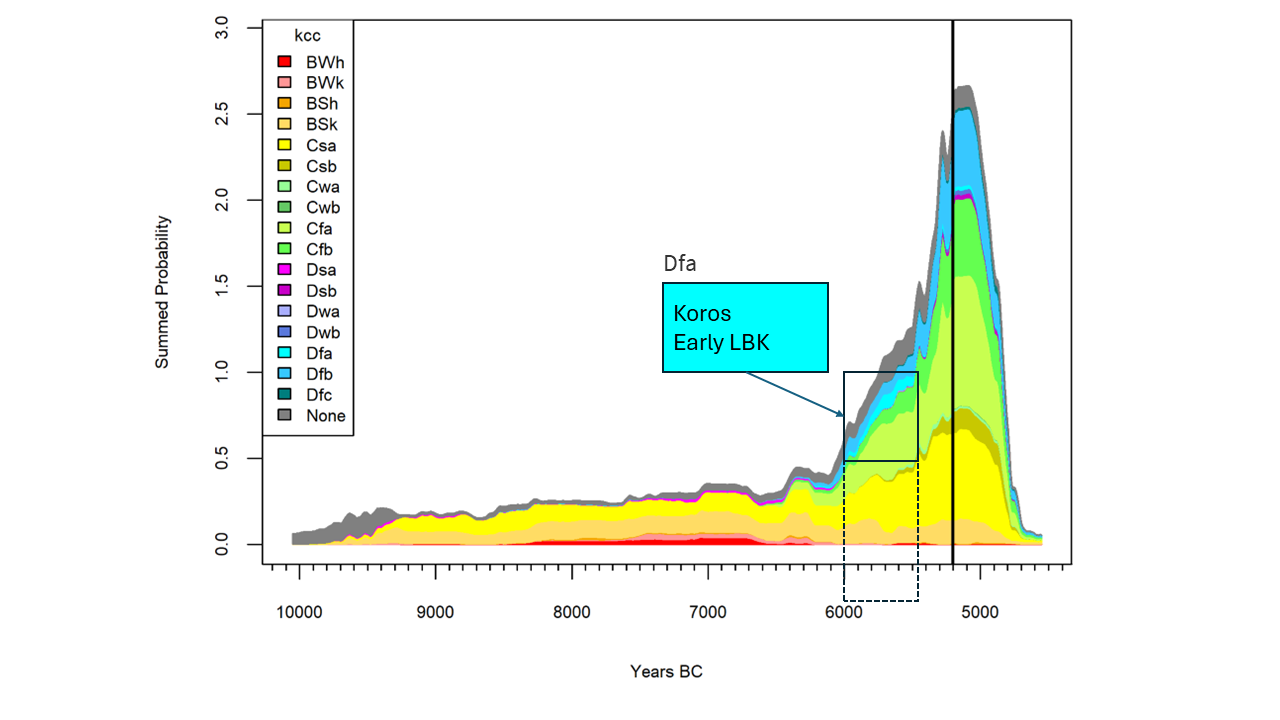 3.0
2.5
2.0
1.5
1.0
0.5
0.0
Summed Probability
kcc
BWh
BWk
BSh
BSk
Csa
Csb
Cwa
Cwb
Cfa
Cfb
Dsa
Dsb
Dwa
Dwb
Dfa
Dfb
Dfc
None
Dfa
Koros
Early LBK
10000 9000 8000 7000 6000 5000
Years BC